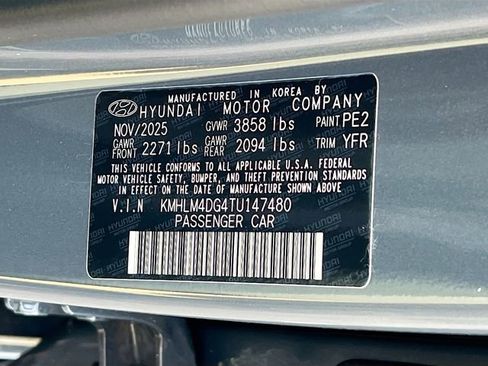 MANUFACTURED IN KOREA BY
HYUNDAI MOTOR COMPANY
NOV/2025 GVWR 3858 lbs PAINT PE2
GAWR FRONT 2271 lbs GAWR REAR 2094 lbs TRIM YFR
THIS VEHICLE CONFORMS TO ALL APPLICABLE U.S.A. FEDERAL
MOTOR VEHICLE SAFETY, BUMPER, AND THEFT PREVENTION STANDARDS
IN EFFECT ON THE DATE OF MANUFACTURE SHOWN ABOVE.
V.I.N KMHLM4DG4TU147480
PASSENGER CAR